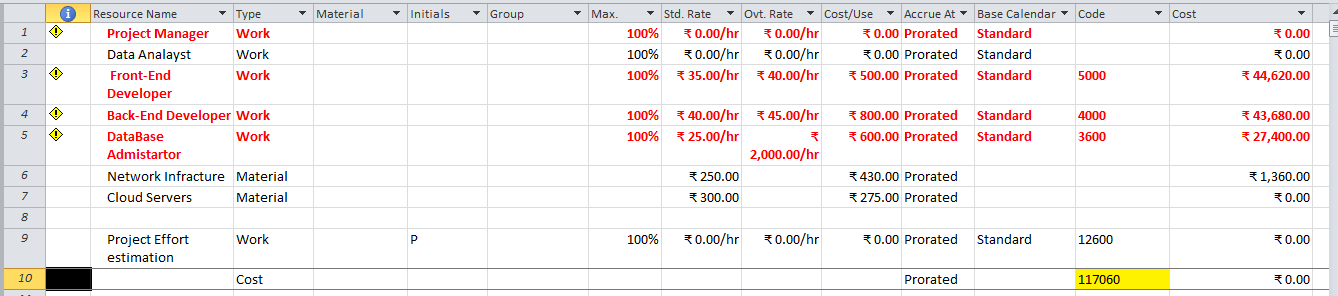 Resource Name Type Material Initials Group Max. Std. Rate Ovt. Rate Cost/Use Accrue At Base Calendar Code Cost
1 Project Manager Work 100% ₹ 0.00/hr ₹ 0.00/hr ₹ 0.00 Prorated Standard ₹ 0.00
2 Data Analayst Work 100% ₹ 0.00/hr ₹ 0.00/hr ₹ 0.00 Prorated Standard ₹ 0.00
3 Front-End Work 100% ₹ 35.00/hr ₹ 40.00/hr ₹ 500.00 Prorated Standard 5000 ₹ 44,620.00
Developer
4 Back-End Developer Work 100% ₹ 40.00/hr ₹ 45.00/hr ₹ 800.00 Prorated Standard 4000 ₹ 43,680.00
5 DataBase Work 100% ₹ 25.00/hr ₹ ₹ 600.00 Prorated Standard 3600 ₹ 27,400.00
Admistartor 2,000.00/hr
6 Network Infracture Material ₹ 250.00 ₹ 430.00 Prorated ₹ 1,360.00
7 Cloud Servers Material ₹ 300.00 ₹ 275.00 Prorated ₹ 0.00
8
9 Project Effort Work P 100% ₹ 0.00/hr ₹ 0.00/hr ₹ 0.00 Prorated Standard 12600 ₹ 0.00
estimation
10 Cost Prorated 117060 ₹ 0.00